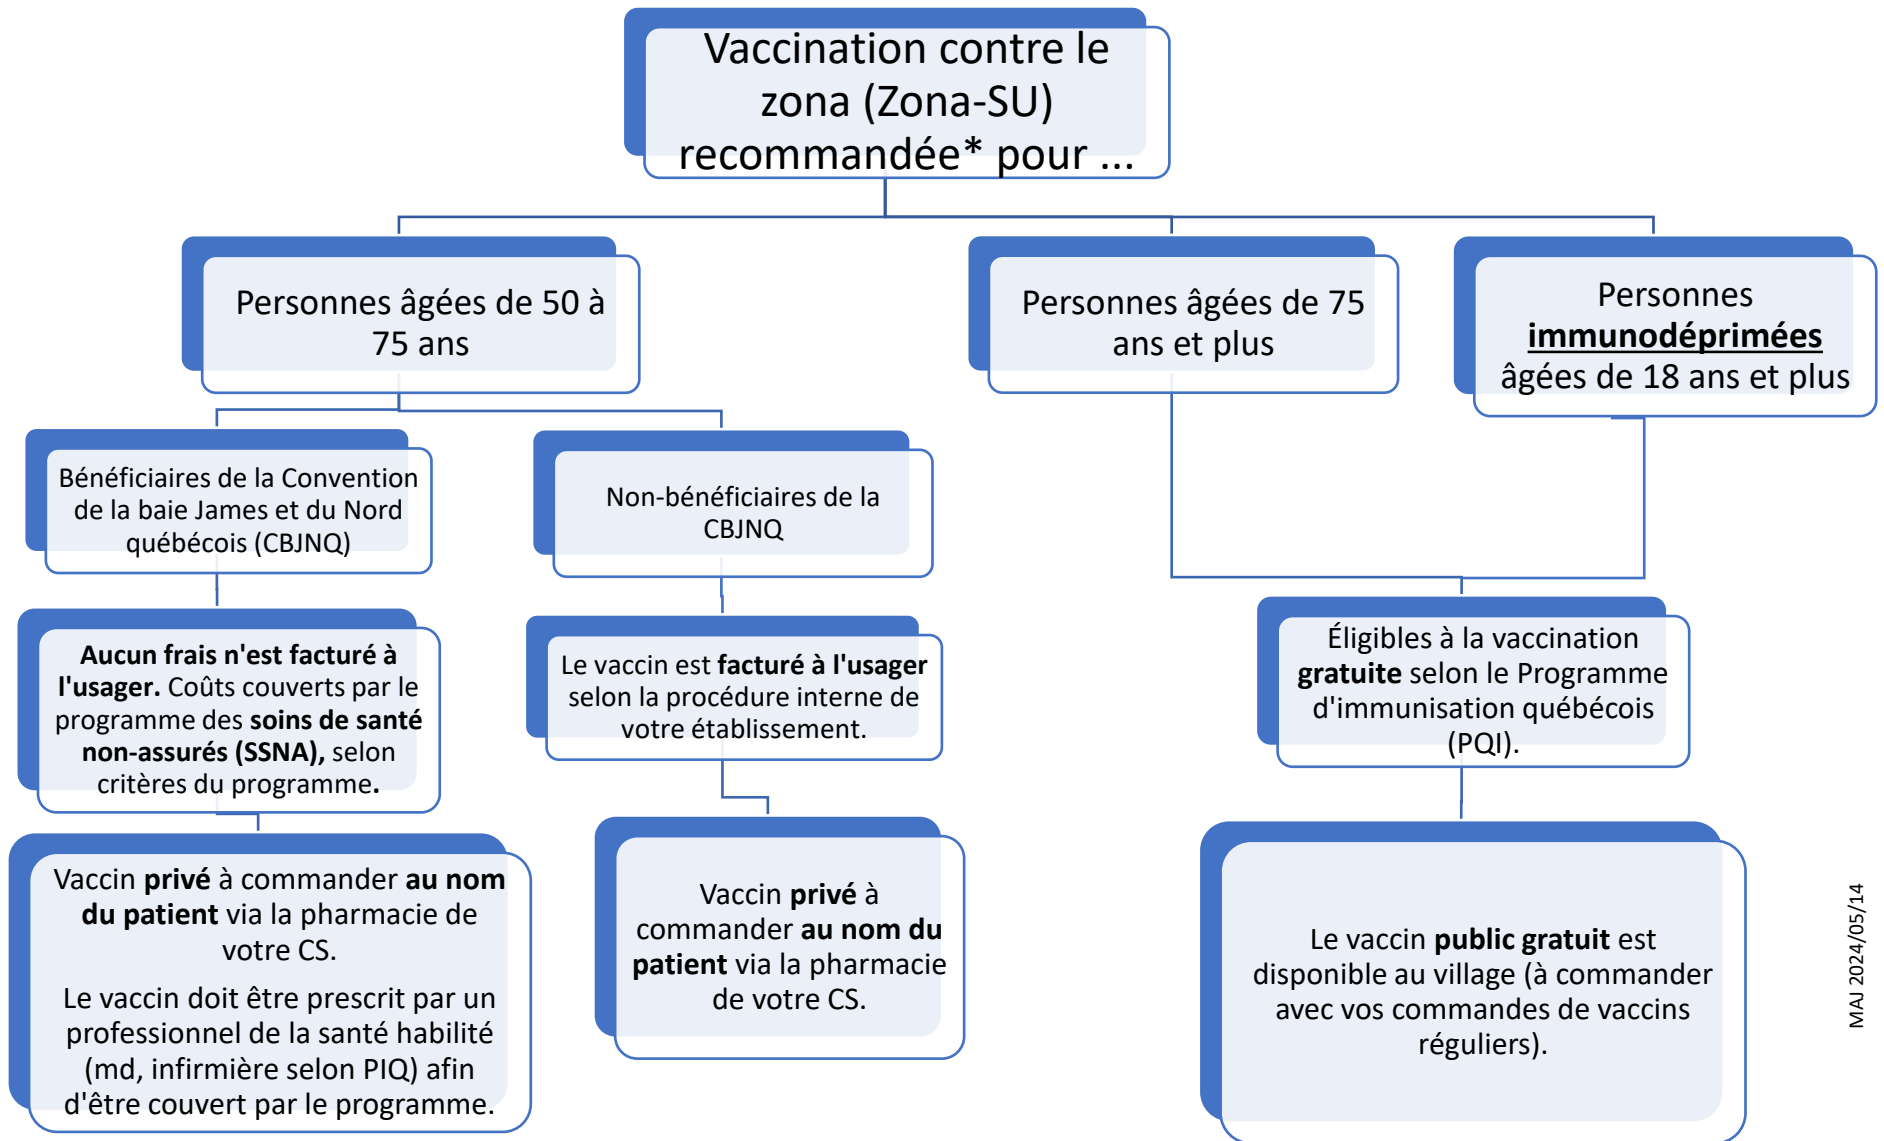 Vaccination contre le
zona (Zona-SU)
recommandée* pour ...
Personnes âgées de 50 à
75 ans
Personnes âgées de 75
ans et plus
Personnes
immunodéprimées
âgées de 18 ans et plus
Bénéficiaires de la Convention
de la baie James et du Nord
québécois (CBJNQ)
Non-bénéficiaires de la
CBJNQ
Aucun frais n'est facturé à
l'usager. Coûts couverts par le
programme des soins de santé
non-assurés (SSNA), selon
critères du programme.
Le vaccin est facturé à l'usager
selon la procédure interne de
votre établissement.
Éligibles à la vaccination
gratuite selon le Programme
d'immunisation québécois
(PQI).
Vaccin privé à commander au nom
du patient via la pharmacie de
votre CS.
Le vaccin doit être prescrit par un
professionnel de la santé habilité
(md, infirmière selon PIQ) afin
d'être couvert par le programme.
Vaccin privé à
commander au nom du
patient via la pharmacie
de votre CS.
Le vaccin public gratuit est
disponible au village (à commander
avec vos commandes de vaccins
réguliers).
MAJ 2024/05/14